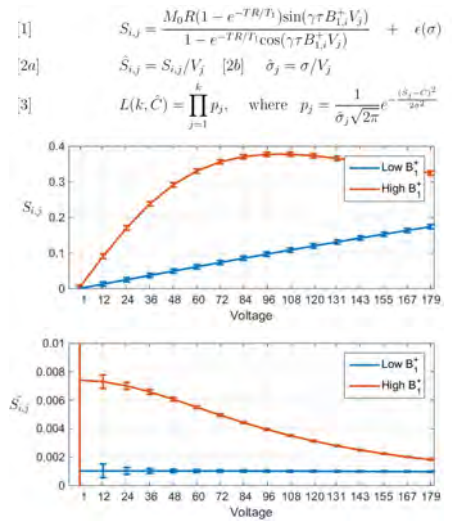 [1] S_{i,j} = \frac{M_0 R(1 - e^{-TR/T_1})\sin(\gamma\tau B^+_{1,i} V_j)}{1 - e^{-TR/T_1}\cos(\gamma\tau B^+_{1,i} V_j)} + \epsilon(\sigma)
[2a] \hat{S}_{i,j} = S_{i,j}/V_j [2b] \hat{\sigma}_j = \sigma/V_j
[3] L(k, \hat{C}) = \prod_{j=1}^{k} p_j, where p_j = \frac{1}{\hat{\sigma}_j\sqrt{2\pi}} e^{-\frac{(\hat{S}_j - \hat{C})^2}{2\hat{\sigma}^2}}
0.4
0.3
0.2
0.1
0
S_{i,j}
Low B_1^+
High B_1^+
1 12 24 36 48 60 72 84 96 108 120 131 143 155 167 179
Voltage
0.01
0.008
0.006
0.004
0.002
0
Low B_1^+
High B_1^+
1 12 24 36 48 60 72 84 96 108 120 131 143 155 167 179
Voltage